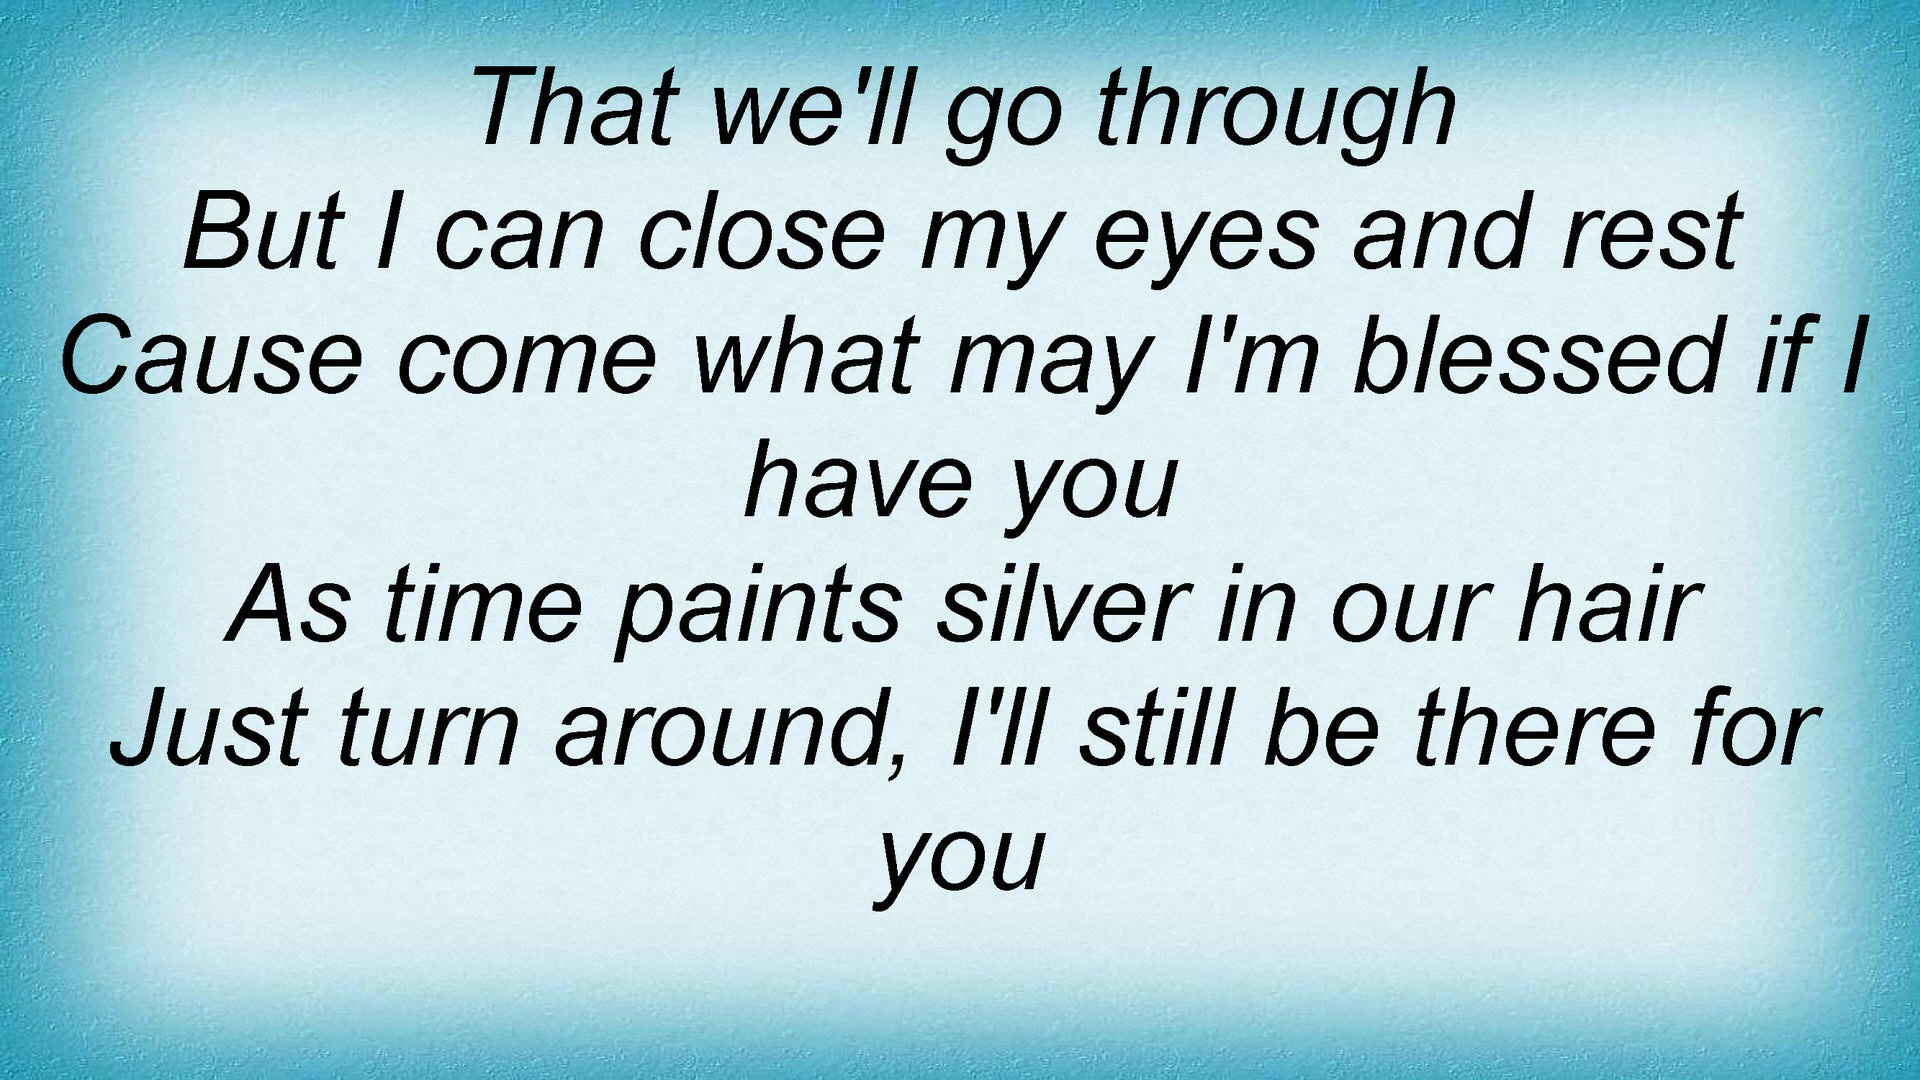 That we'll go through
But I can close my eyes and rest
Cause come what may I'm blessed if I
have you
As time paints silver in our hair
Just turn around, I'll still be there for
you